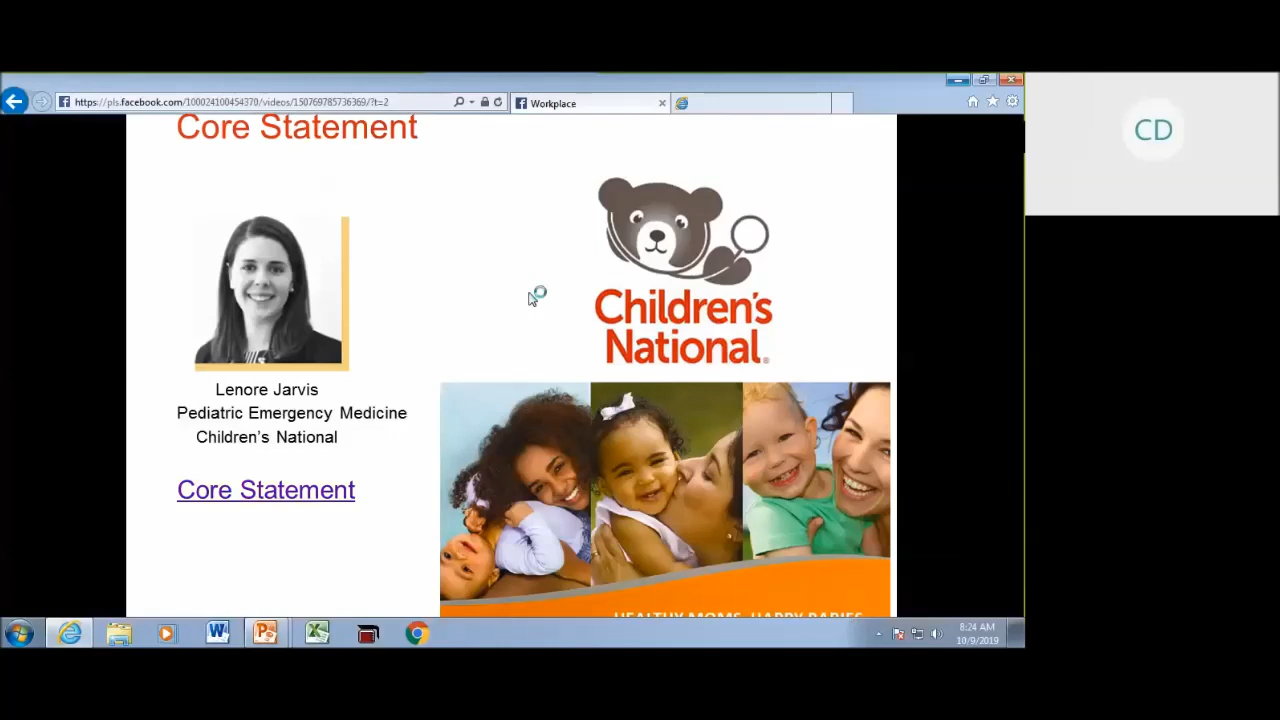 https://pls.facebook.com/100024100454370/videos/150769785736369/?t=2
Workplace
CD
Core Statement
Children's
National
Lenore Jarvis
Pediatric Emergency Medicine
Children's National
Core Statement
HEALTHY MOMS. HAPPY BABIES
8:24 AM
10/9/2019